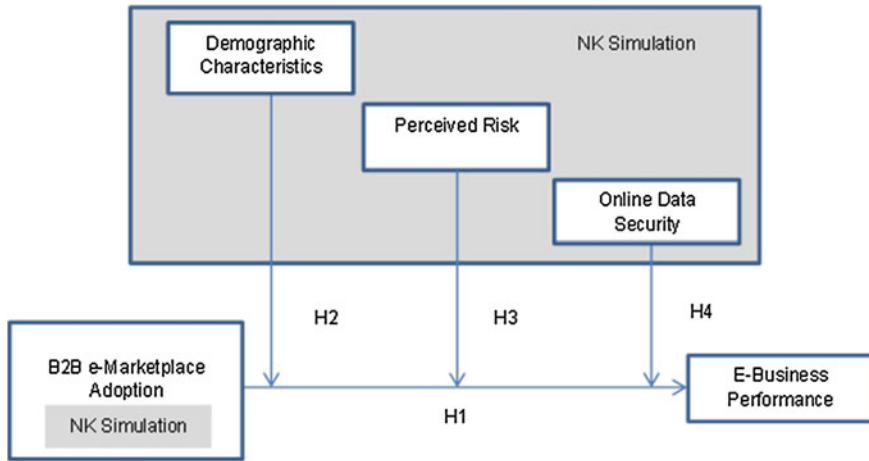 Demographic
Characteristics
NK Simulation
Perceived Risk
Online Data
Security
H2
H3
H4
B2B e-Marketplace
Adoption
NK Simulation
H1
E-Business
Performance